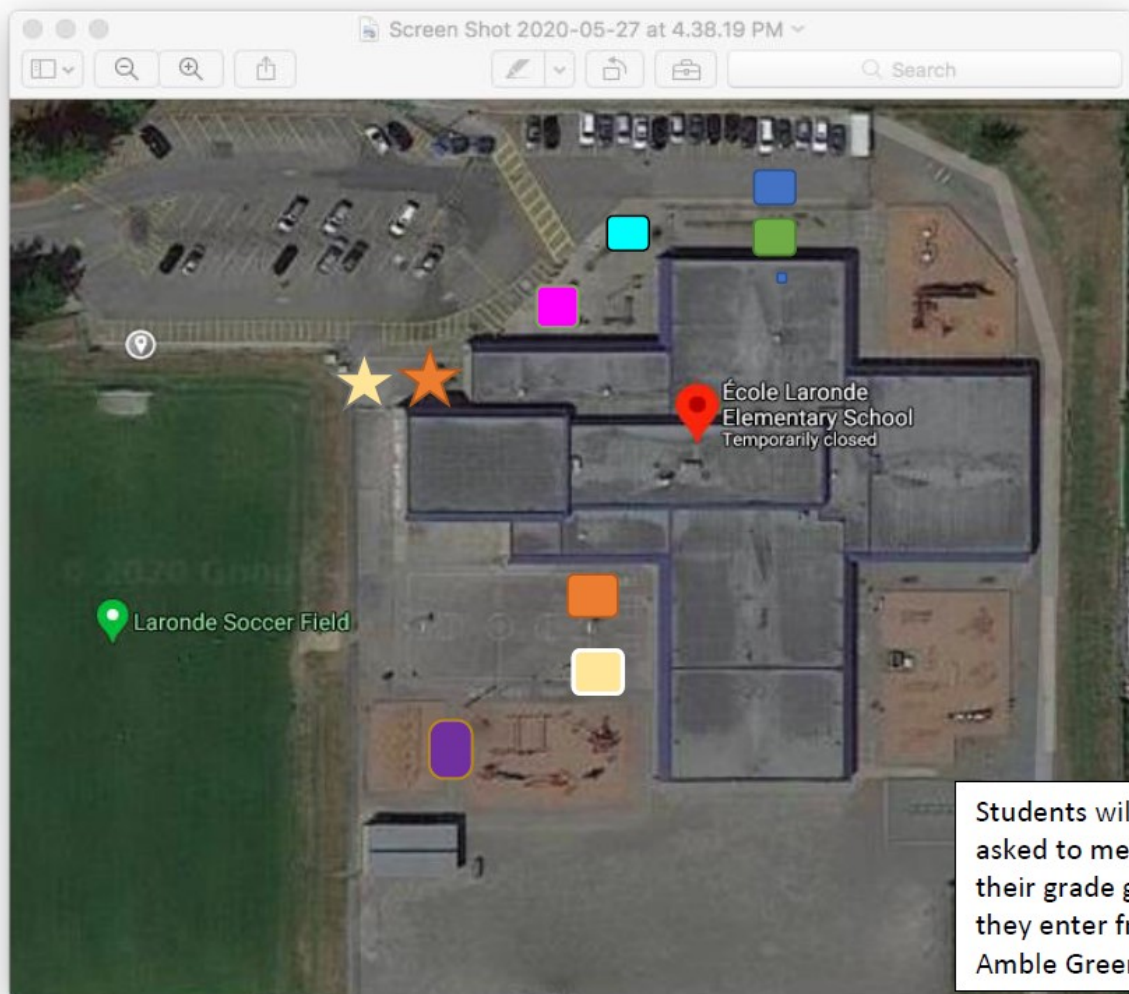 Screen Shot 2020-05-27 at 4.38.19 PM
Search
École Laronde
Elementary School
Temporarily closed
Laronde Soccer Field
Students wil
asked to me
their grade g
they enter fr
Amble Green